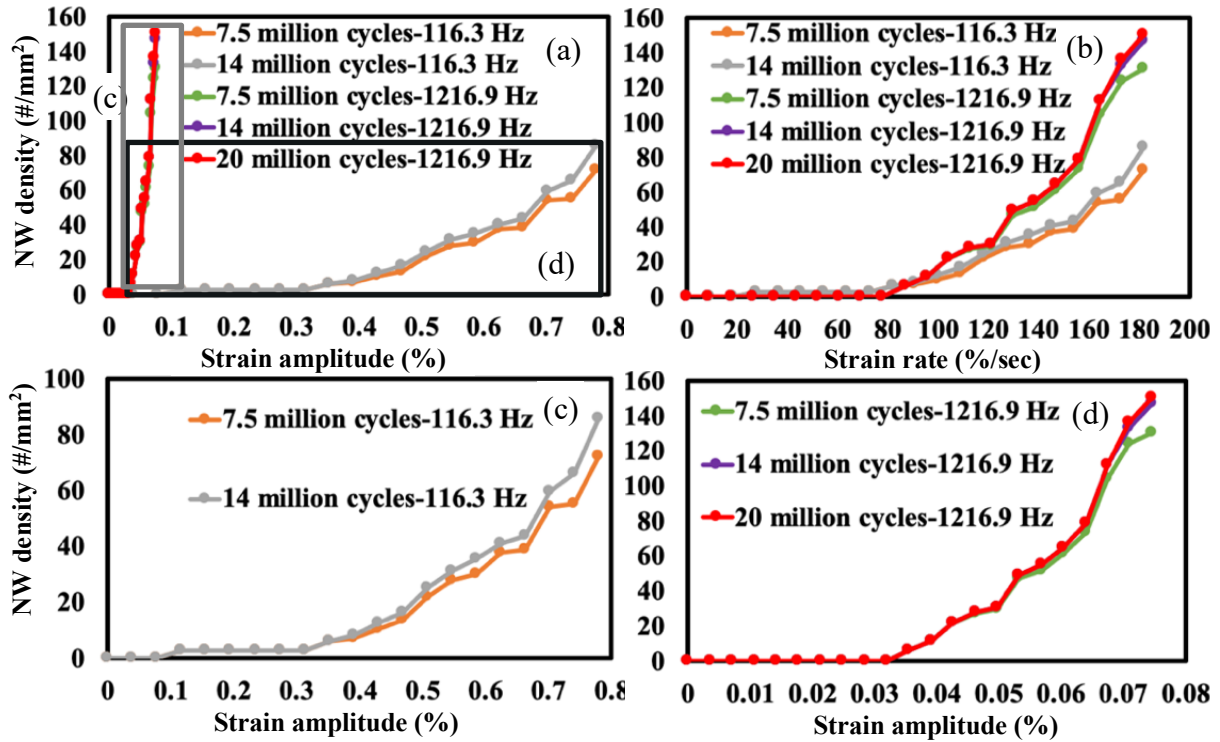 NW density (#/mm²)
160
140
120
100
80
60
40
20
0
(a)
7.5 million cycles-116.3 Hz
14 million cycles-116.3 Hz
7.5 million cycles-1216.9 Hz
14 million cycles-1216.9 Hz
20 million cycles-1216.9 Hz
(c)
(d)
0 0.1 0.2 0.3 0.4 0.5 0.6 0.7 0.8
Strain amplitude (%)
160
140
120
100
80
60
40
20
0
(b)
7.5 million cycles-116.3 Hz
14 million cycles-116.3 Hz
7.5 million cycles-1216.9 Hz
14 million cycles-1216.9 Hz
20 million cycles-1216.9 Hz
0 20 40 60 80 100 120 140 160 180 200
Strain rate (%/sec)
NW density (#/mm²)
100
80
60
40
20
0
(c)
7.5 million cycles-116.3 Hz
14 million cycles-116.3 Hz
0 0.1 0.2 0.3 0.4 0.5 0.6 0.7 0.8
Strain amplitude (%)
160
140
120
100
80
60
40
20
0
(d)
7.5 million cycles-1216.9 Hz
14 million cycles-1216.9 Hz
20 million cycles-1216.9 Hz
0 0.01 0.02 0.03 0.04 0.05 0.06 0.07 0.08
Strain amplitude (%)